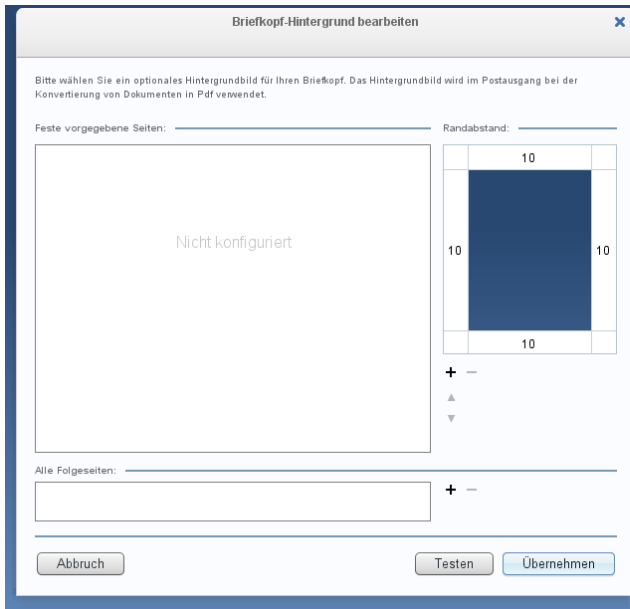 Briefkopf-Hintergrund bearbeiten
Bitte wählen Sie ein optionales Hintergrundbild für Ihren Briefkopf. Das Hintergrundbild wird im Postausgang bei der
Konvertierung von Dokumenten in Pdf verwendet.
Feste vorgegebene Seiten:
Randabstand:
10
Nicht konfiguriert
10
10
10
Alle Folgeseiten:
Abbruch
Testen
Übernehmen